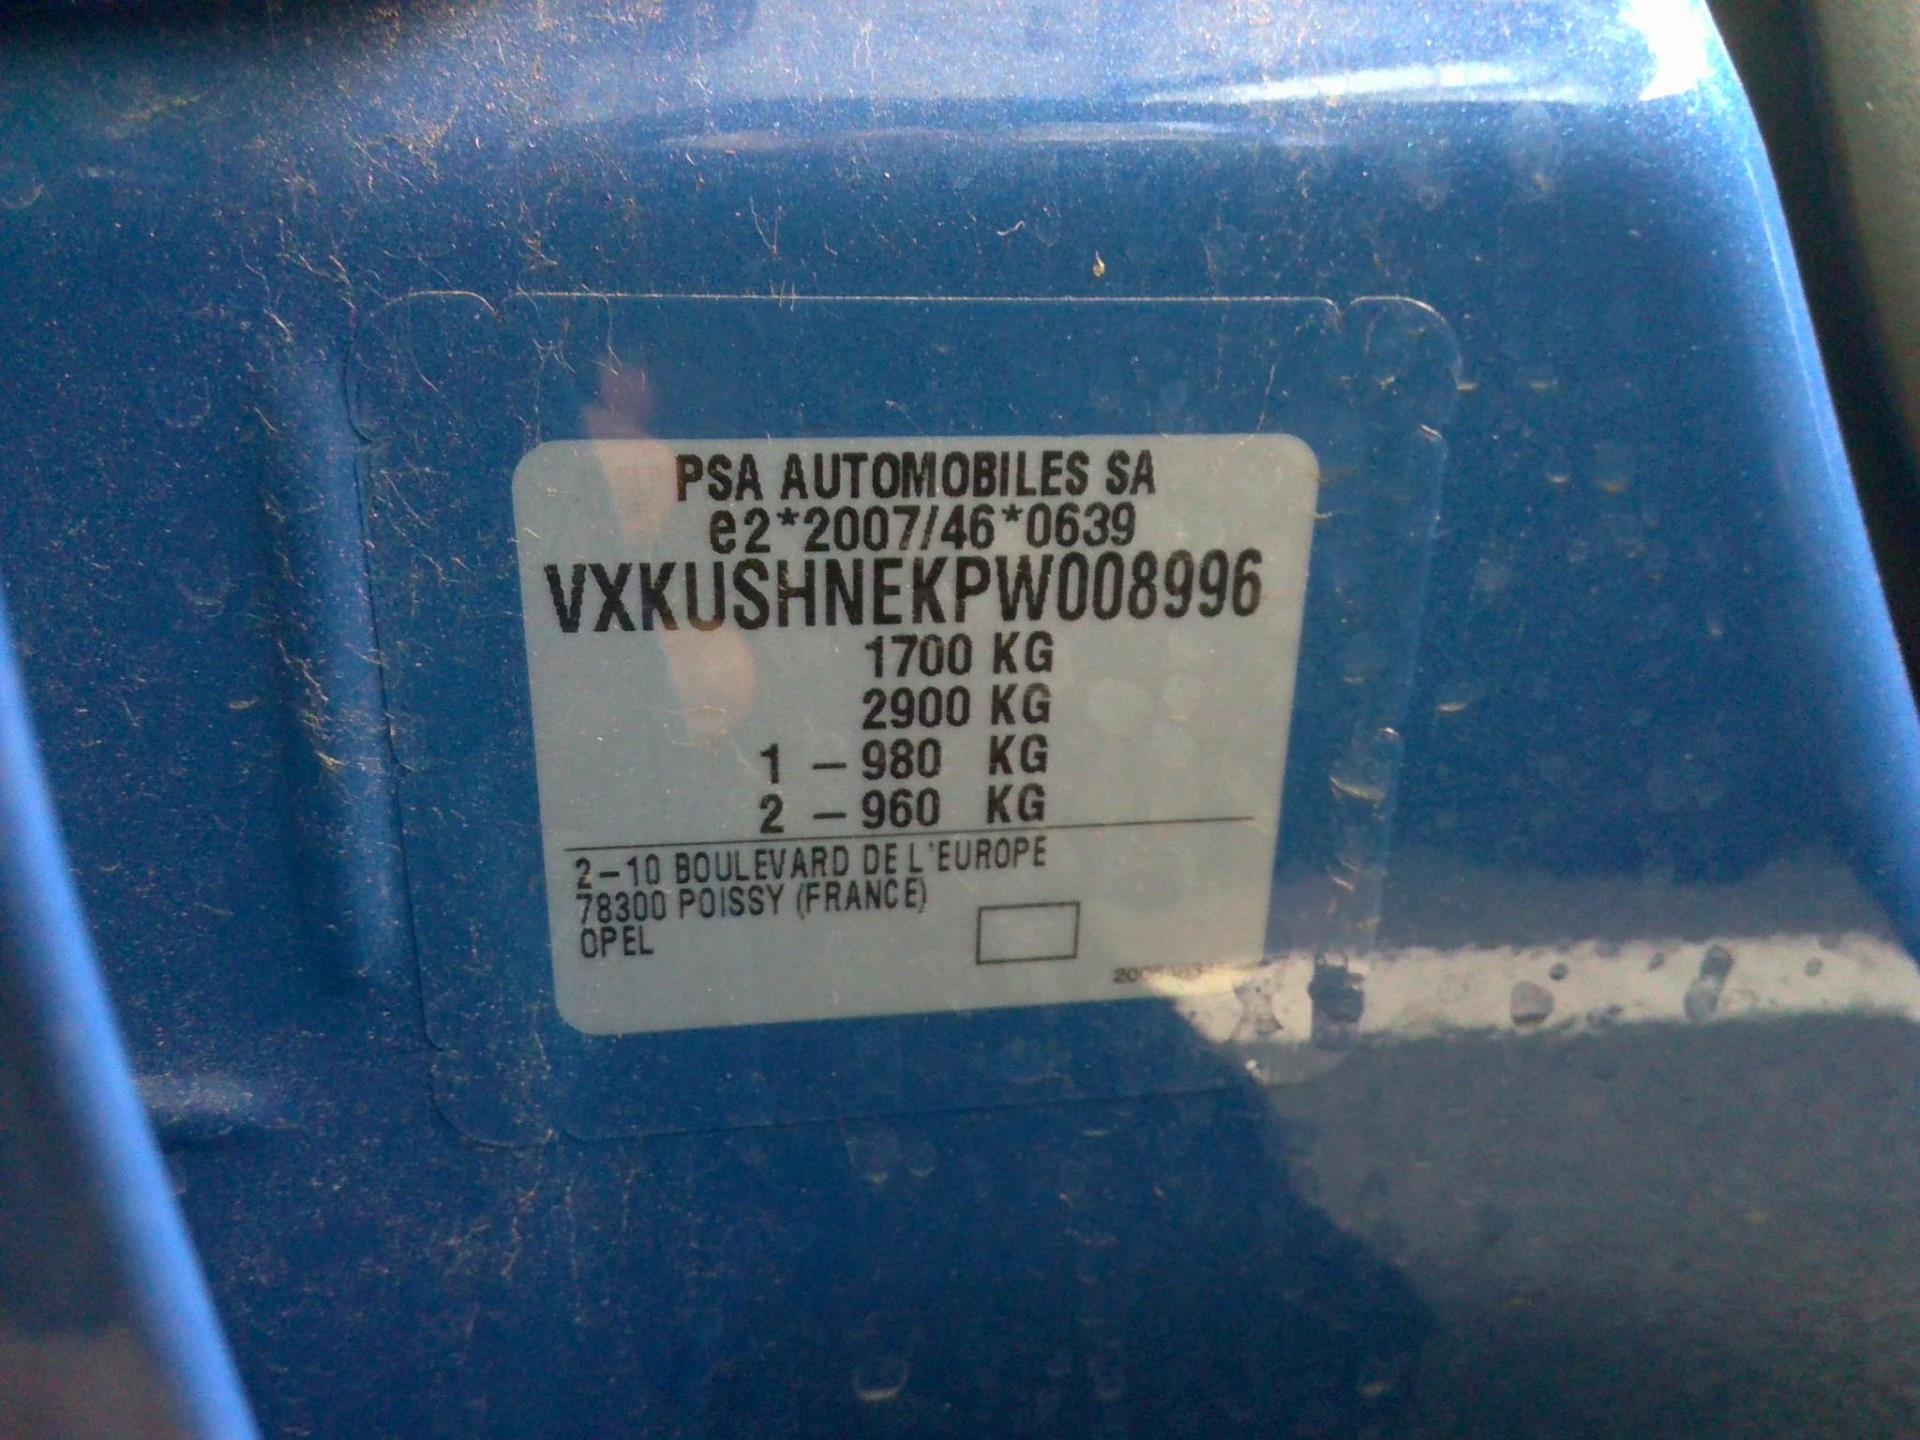 PSA AUTOMOBILES SA
e2*2007/46*0639
VXKUSHNEKPW008996
1700 KG
2900 KG
1 – 980 KG
2 – 960 KG
2–10 BOULEVARD DE L'EUROPE
78300 POISSY (FRANCE)
OPEL